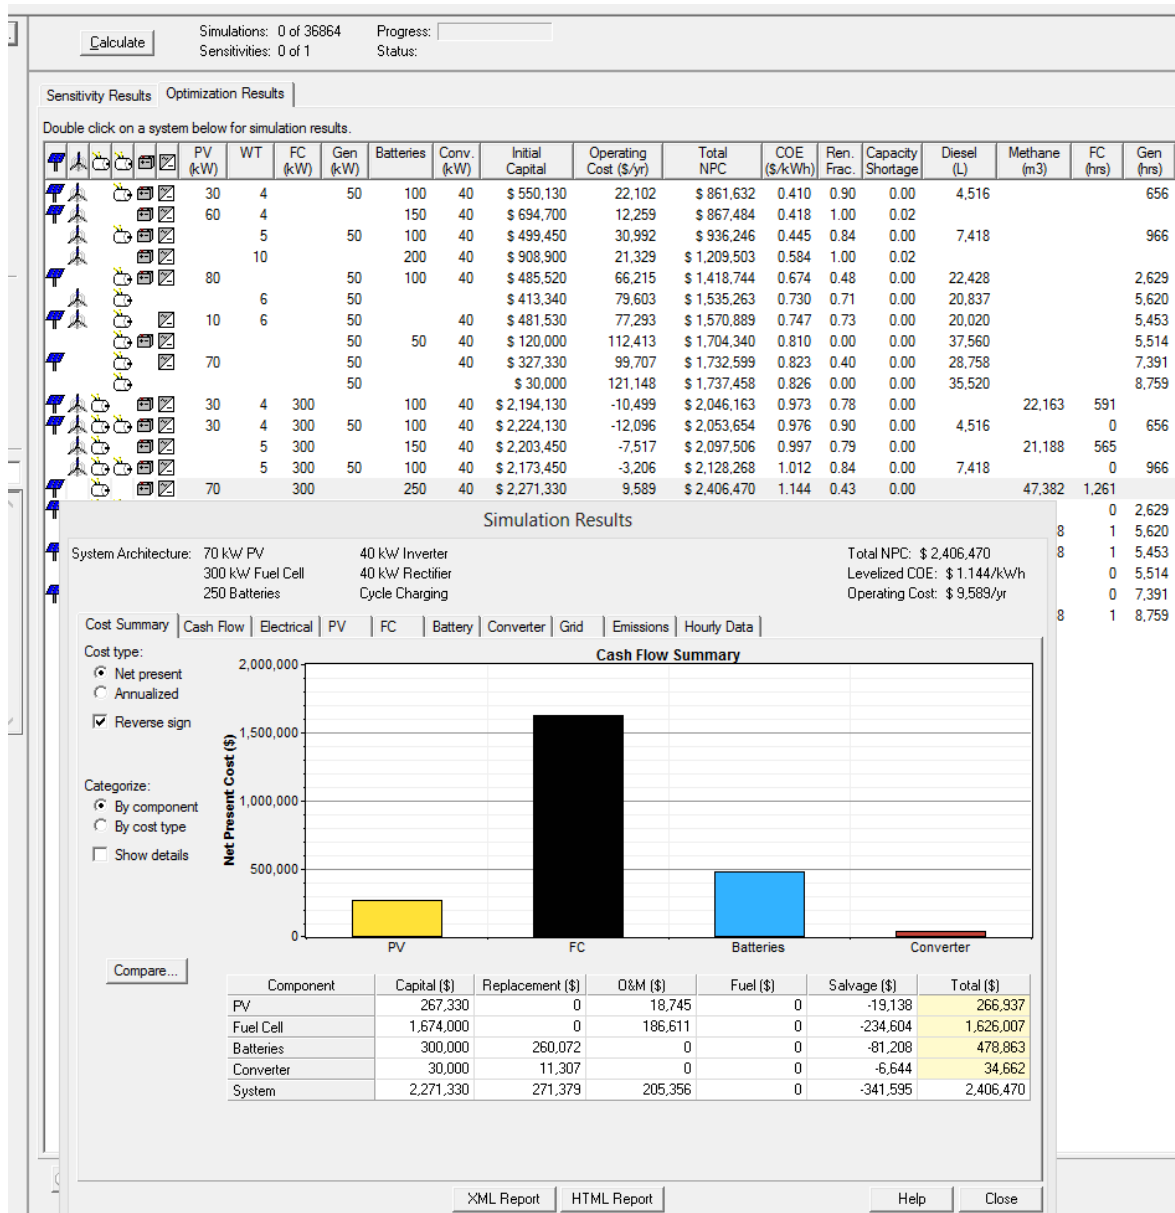 Calculate
Simulations: 0 of 36864 Progress:
Sensitivities: 0 of 1 Status:
Sensitivity Results Optimization Results
Double click on a system below for simulation results.
PV (kW) WT FC (kW) Gen (kW) Batteries Conv. (kW) Initial Capital Operating Cost ($/yr) Total NPC COE ($/kWh) Ren. Frac. Capacity Shortage Diesel (L) Methane (m3) FC (hrs) Gen (hrs)
30 4 50 100 40 $ 550,130 22,102 $ 861,632 0.410 0.90 0.00 4,516 656
60 4 150 40 $ 694,700 12,259 $ 867,484 0.418 1.00 0.02
5 50 100 40 $ 499,450 30,992 $ 936,246 0.445 0.84 0.00 7,418 966
10 200 40 $ 908,900 21,329 $ 1,209,503 0.584 1.00 0.02
80 50 100 40 $ 485,520 66,215 $ 1,418,744 0.674 0.48 0.00 22,428 2,629
6 50 $ 413,340 79,603 $ 1,535,263 0.730 0.71 0.00 20,837 5,620
10 6 50 40 $ 481,530 77,293 $ 1,570,889 0.747 0.73 0.00 20,020 5,453
50 50 40 $ 120,000 112,413 $ 1,704,340 0.810 0.00 0.00 37,560 5,514
70 50 40 $ 327,330 99,707 $ 1,732,599 0.823 0.40 0.00 28,758 7,391
50 $ 30,000 121,148 $ 1,737,458 0.826 0.00 0.00 35,520 8,759
30 4 300 100 40 $ 2,194,130 -10,499 $ 2,046,163 0.973 0.78 0.00 22,163 591
30 4 300 50 100 40 $ 2,224,130 -12,096 $ 2,053,654 0.976 0.90 0.00 4,516 0 656
5 300 150 40 $ 2,203,450 -7,517 $ 2,097,506 0.997 0.79 0.00 21,188 565
5 300 50 100 40 $ 2,173,450 -3,206 $ 2,128,268 1.012 0.84 0.00 7,418 0 966
70 300 250 40 $ 2,271,330 9,589 $ 2,406,470 1.144 0.43 0.00 47,382 1,261
0 2,629
8 1 5,620
8 1 5,453
0 5,514
0 7,391
8 1 8,759
Simulation Results
System Architecture: 70 kW PV 40 kW Inverter Total NPC: $ 2,406,470
300 kW Fuel Cell 40 kW Rectifier Levelized COE: $ 1.144/kWh
250 Batteries Cycle Charging Operating Cost: $ 9,589/yr
Cost Summary Cash Flow Electrical PV FC Battery Converter Grid Emissions Hourly Data
Cost type:
Net present
Annualized
Reverse sign
Categorize:
By component
By cost type
Show details
Compare...
Cash Flow Summary
Net Present Cost ($)
2,000,000
1,500,000
1,000,000
500,000
0
PV FC Batteries Converter
Component Capital ($) Replacement ($) O&M ($) Fuel ($) Salvage ($) Total ($)
PV 267,330 0 18,745 0 -19,138 266,937
Fuel Cell 1,674,000 0 186,611 0 -234,604 1,626,007
Batteries 300,000 260,072 0 0 -81,208 478,863
Converter 30,000 11,307 0 0 -6,644 34,662
System 2,271,330 271,379 205,356 0 -341,595 2,406,470
XML Report HTML Report Help Close